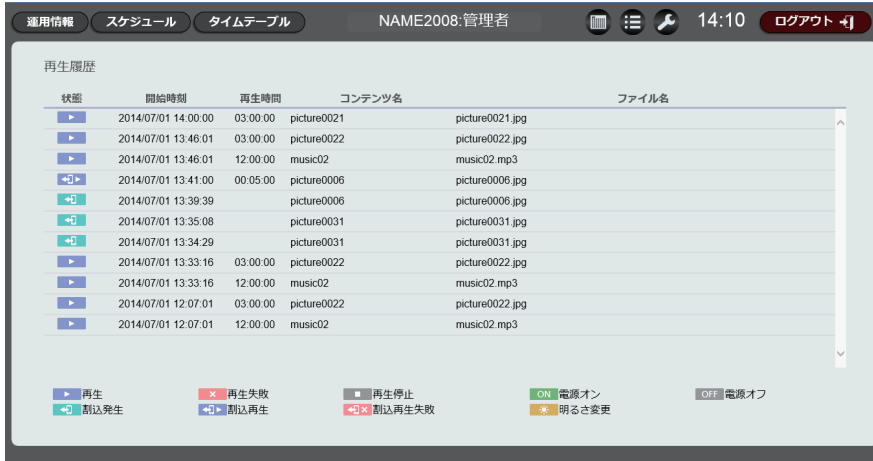 運用情報 スケジュール タイムテーブル NAME2008:管理者 14:10 ログアウト
再生履歴
状態 開始時刻 再生時間 コンテンツ名 ファイル名
2014/07/01 14:00:00 03:00:00 picture0021 picture0021.jpg
2014/07/01 13:46:01 03:00:00 picture0022 picture0022.jpg
2014/07/01 13:46:01 12:00:00 music02 music02.mp3
2014/07/01 13:41:00 00:05:00 picture0006 picture0006.jpg
2014/07/01 13:39:39 picture0006 picture0006.jpg
2014/07/01 13:35:08 picture0031 picture0031.jpg
2014/07/01 13:34:29 picture0031 picture0031.jpg
2014/07/01 13:33:16 03:00:00 picture0022 picture0022.jpg
2014/07/01 13:33:16 12:00:00 music02 music02.mp3
2014/07/01 12:07:01 03:00:00 picture0022 picture0022.jpg
2014/07/01 12:07:01 12:00:00 music02 music02.mp3
再生 再生失敗 再生停止 ON 電源オン OFF 電源オフ
割込発生 割込再生 割込再生失敗 明るさ変更